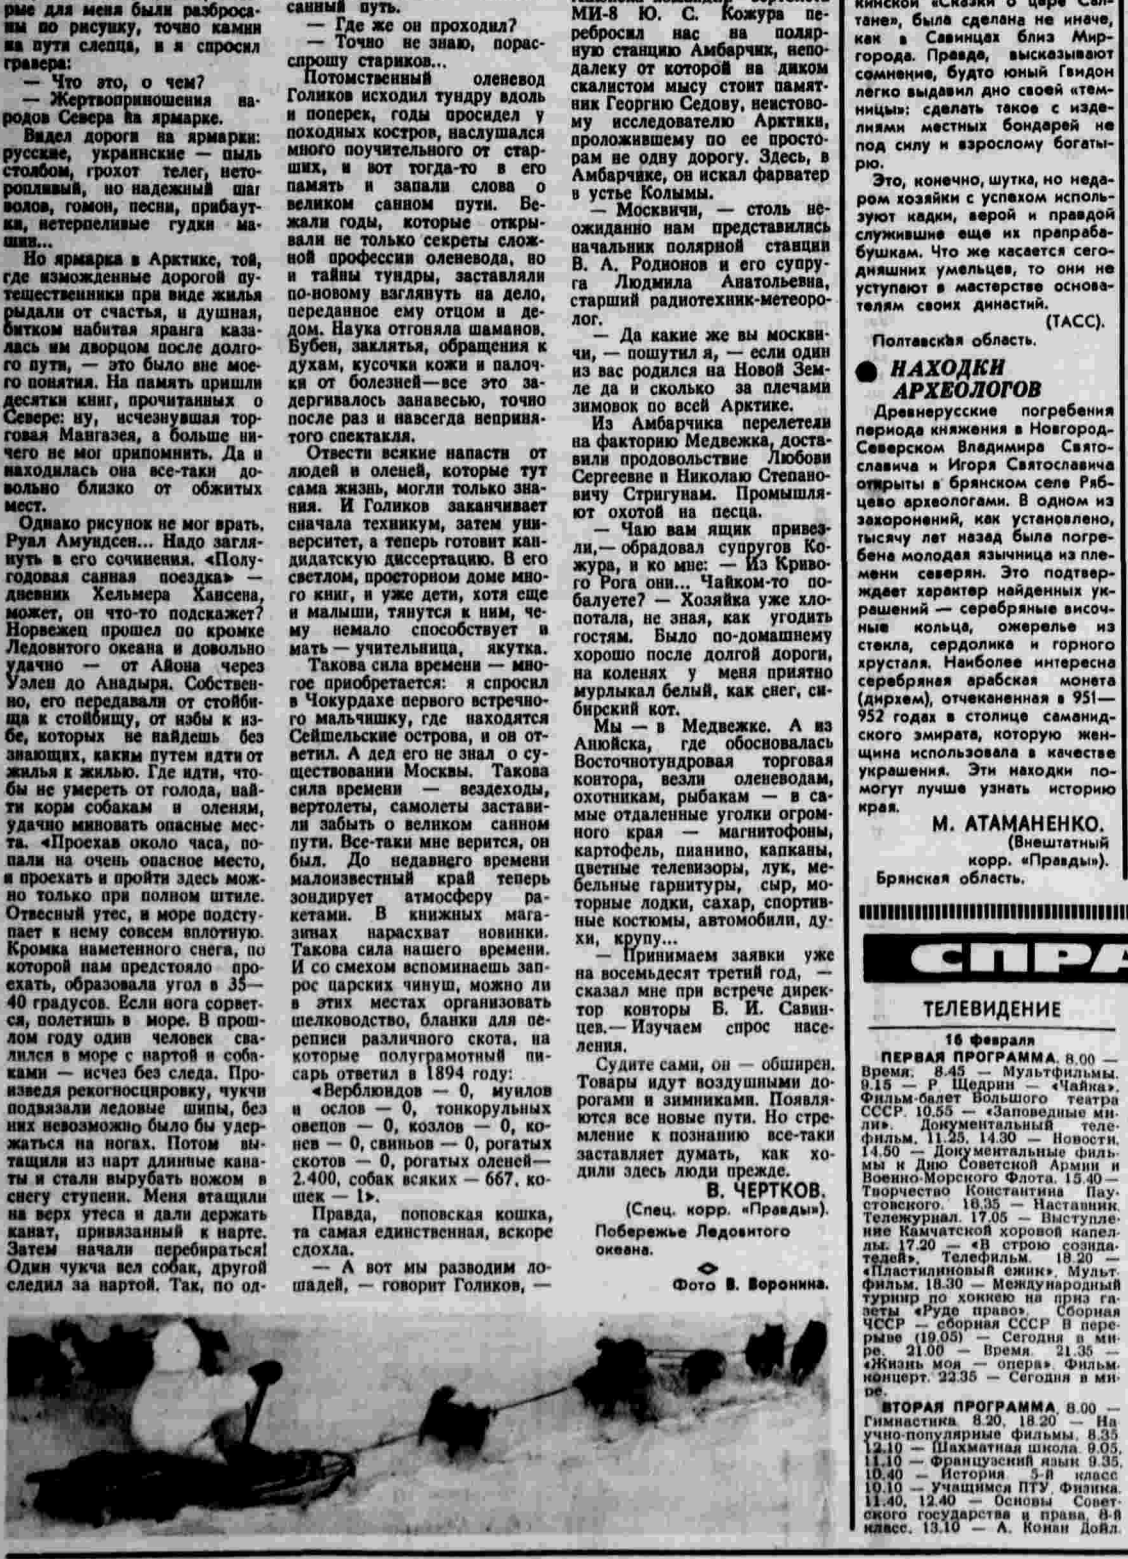 рые для меня были разброса-
ны по рисунку, точно камни
на пути слепца, и я спросил
гравера:
— Что это, о чем?
— Жертвоприношения на-
родов Севера на ярмарке.
Видел дороги на ярмарки:
русские, украинские — пыль
столбом, грохот телег, нето-
ропливый, но надежный шаг
волов, гомон, песни, прибаут-
ки, нетерпеливые гудки ма-
шин...
Но ярмарка в Арктике, той,
где изможденные дорогой пу-
тешественники при виде жилья
рыдали от счастья, и душная,
битком набитая яранга каза-
лась им дворцом после долго-
го пути, — это было вне мое-
го понятия. На память пришли
десятки книг, прочитанных о
Севере: ну, исчезнувшая тор-
говая Мангазея, а больше ни-
чего не мог припомнить. Да и
находилась она все-таки до-
вольно близко от обжитых
мест.
Однако рисунок не мог врать.
Руал Амундсен... Надо загля-
нуть в его сочинения. «Полу-
годовая санная поездка» —
дневник Хельмера Хансена,
может, он что-то подскажет?
Норвежец прошел по кромке
Ледовитого океана и довольно
удачно — от Айона через
Уэлен до Анадыря. Собствен-
но, его передавали от стойби-
ща к стойбищу, от избы к из-
бе, которых не найдешь без
знающих, каким путем идти от
жилья к жилью. Где идти, что-
бы не умереть от голода, най-
ти корм собакам и оленям,
удачно миновать опасные мес-
та. «Проехав около часа, по-
пали на очень опасное место,
и проехать и пройти здесь мож-
но только при полном штиле.
Отвесный утес, и море подсту-
пает к нему совсем вплотную.
Кромка наметенного снега, по
которой нам предстояло про-
ехать, образовала угол в 35—
40 градусов. Если нога сорвет-
ся, полетишь в море. В прош-
лом году один человек сва-
лился в море с нартой и соба-
ками — исчез без следа. Про-
изведя рекогносцировку, чукчи
подвязали ледовые шипы, без
них невозможно было бы удер-
жаться на ногах. Потом вы-
тащили из нарт длинные кана-
ты и стали вырубать ножом в
снегу ступени. Меня втащили
на верх утеса и дали держать
канат, привязанный к нарте.
Затем начали перебираться!
Один чукча вел собак, другой
следил за нартой. Так, по од-
санный путь.
— Где же он проходил?
— Точно не знаю, порас-
спрошу стариков...
Потомственный оленевод
Голиков исходил тундру вдоль
и поперек, годы просидел у
походных костров, наслушался
много поучительного от стар-
ших, и вот тогда-то в его
память и запали слова о
великом санном пути. Бе-
жали годы, которые откры-
вали не только секреты слож-
ной профессии оленевода, но
и тайны тундры, заставляли
по-новому взглянуть на дело,
переданное ему отцом и де-
дом. Наука отгоняла шаманов.
Бубен, заклятья, обращения к
духам, кусочки кожи и палоч-
ки от болезней—все это за-
дергивалось занавесью, точно
после раз и навсегда неприня-
того спектакля.
Отвести всякие напасти от
людей и оленей, которые тут
сама жизнь, могли только зна-
ния. И Голиков заканчивает
сначала техникум, затем уни-
верситет, а теперь готовит кан-
дидатскую диссертацию. В его
светлом, просторном доме мно-
го книг, и уже дети, хотя еще
и малыши, тянутся к ним, че-
му немало способствует и
мать — учительница, якутка.
Такова сила времени — мно-
гое приобретается: я спросил
в Чокурдахе первого встречно-
го мальчишку, где находятся
Сейшельские острова, и он от-
ветил. А дед его не знал о су-
ществовании Москвы. Такова
сила времени — вездеходы,
вертолеты, самолеты застави-
ли забыть о великом санном
пути. Все-таки мне верится, он
был. До недавнего времени
малоизвестный край теперь
зондирует атмосферу ра-
кетами. В книжных мага-
зинах нарасхват новинки.
Такова сила нашего времени.
И со смехом вспоминаешь зап-
рос царских чинуш, можно ли
в этих местах организовать
шелководство, бланки для пе-
реписи различного скота, на
которые полуграмотный пи-
сарь ответил в 1894 году:
«Верблюдов — 0, муилов
и ослов — 0, тонкорульных
овецов — 0, козлов — 0, ко-
нев — 0, свиньов — 0, рогатых
скотов — 0, рогатых оленей—
2.400, собак всяких — 667, ко-
шек — 1».
Правда, поповская кошка,
та самая единственная, вскоре
сдохла.
— А вот мы разводим ло-
шадей, — говорит Голиков, —
МИ-8 Ю. С. Кожура пе-
ребросил нас на поляр-
ную станцию Амбарчик, непо-
далеку от которой на диком
скалистом мысу стоит памят-
ник Георгию Седову, неистово-
му исследователю Арктики,
проложившему по ее просто-
рам не одну дорогу. Здесь, в
Амбарчике, он искал фарватер
в устье Колымы.
— Москвичи, — столь не-
ожиданно нам представились
начальник полярной станции
В. А. Родионов и его супру-
га Людмила Анатольевна,
старший радиотехник-метеоро-
лог.
— Да какие же вы москви-
чи, — пошутил я, — если один
из вас родился на Новой Зем-
ле да и сколько за плечами
зимовок по всей Арктике.
Из Амбарчика перелетели
на факторию Медвежка, доста-
вили продовольствие Любови
Сергеевне и Николаю Степано-
вичу Стригунам. Промышля-
ют охотой на песца.
— Чаю вам ящик привез-
ли,— обрадовал супругов Ко-
жура, и ко мне: — Из Криво-
го Рога они... Чайком-то по-
балуете? — Хозяйка уже хло-
потала, не зная, как угодить
гостям. Было по-домашнему
хорошо после долгой дороги,
на коленях у меня приятно
мурлыкал белый, как снег, си-
бирский кот.
Мы — в Медвежке. А из
Анюйска, где обосновалась
Восточнотундровая торговая
контора, везли оленеводам,
охотникам, рыбакам — в са-
мые отдаленные уголки огром-
ного края — магнитофоны,
картофель, пианино, капканы,
цветные телевизоры, лук, ме-
бельные гарнитуры, сыр, мо-
торные лодки, сахар, спортив-
ные костюмы, автомобили, ду-
хи, крупу...
— Принимаем заявки уже
на восемьдесят третий год, —
сказал мне при встрече дирек-
тор конторы Б. И. Савин-
цев.— Изучаем спрос насе-
ления.
Судите сами, он — обширен.
Товары идут воздушными до-
рогами и зимниками. Появля-
ются все новые пути. Но стре-
мление к познанию все-таки
заставляет думать, как хо-
дили здесь люди прежде.
В. ЧЕРТКОВ.
(Спец. корр. «Правды»).
Побережье Ледовитого
океана.
Фото В. Воронина.
кинской «Сказки о царе Сал-
тане», была сделана не иначе,
как в Савинцах близ Мир-
города. Правда, высказывают
сомнение, будто юный Гвидон
легко выдавил дно своей «тем-
ницы»: сделать такое с изде-
лиями местных бондарей не
под силу и взрослому богаты-
рю.
Это, конечно, шутка, но неда-
ром хозяйки с успехом исполь-
зуют кадки, верой и правдой
служившие еще их прапраба-
бушкам. Что же касается сего-
дняшних умельцев, то они не
уступают в мастерстве основа-
телям своих династий.
(ТАСС).
Полтавская область.
● НАХОДКИ
АРХЕОЛОГОВ
Древнерусские погребения
периода княжения в Новгород-
Северском Владимира Свято-
славича и Игоря Святославича
открыты в брянском селе Ряб-
цево археологами. В одном из
захоронений, как установлено,
тысячу лет назад была погре-
бена молодая язычница из пле-
мени северян. Это подтвер-
ждает характер найденных ук-
рашений — серебряные височ-
ные кольца, ожерелье из
стекла, сердолика и горного
хрусталя. Наиболее интересна
серебряная арабская монета
(дирхем), отчеканенная в 951—
952 годах в столице саманид-
ского эмирата, которую жен-
щина использовала в качестве
украшения. Эти находки по-
могут лучше узнать историю
края.
М. АТАМАНЕНКО.
(Внештатный
корр. «Правды»).
Брянская область.
СПРА
ТЕЛЕВИДЕНИЕ
16 февраля
ПЕРВАЯ ПРОГРАММА. 8.00 —
Время. 8.45 — Мультфильмы.
9.15 — Р. Щедрин — «Чайка».
Фильм-балет Большого театра
СССР. 10.55 — «Заповедные ми-
ли». Документальный теле-
фильм. 11.25, 14.30 — Новости.
14.50 — Документальные филь-
мы к Дню Советской Армии и
Военно-Морского Флота. 15.40—
Творчество Константина Пау-
стовского. 16.35 — Наставник.
Тележурнал. 17.05 — Выступле-
ние Камчатской хоровой капел-
лы. 17.20 — «В строю созида-
телей». Телефильм. 18.20 —
«Пластилиновый ежик». Мульт-
фильм. 18.30 — Международный
турнир по хоккею на приз га-
зеты «Руде право». Сборная
ЧССР — сборная СССР. В пере-
рыве (19.05) — Сегодня в ми-
ре. 21.00 — Время. 21.35 —
«Жизнь моя — опера». Фильм-
концерт. 22.35 — Сегодня в ми-
ре.
ВТОРАЯ ПРОГРАММА. 8.00 —
Гимнастика. 8.20, 18.20 — На
учно-популярные фильмы. 8.35
12.10 — Шахматная школа. 9.05,
11.10 — Французский язык. 9.35,
10.40 — История. 5-й класс.
10.10 — Учащимся ПТУ. Физика.
11.40, 12.40 — Основы Совет-
ского государства и права. 8-й
класс. 13.10 — А. Конан Дойл.